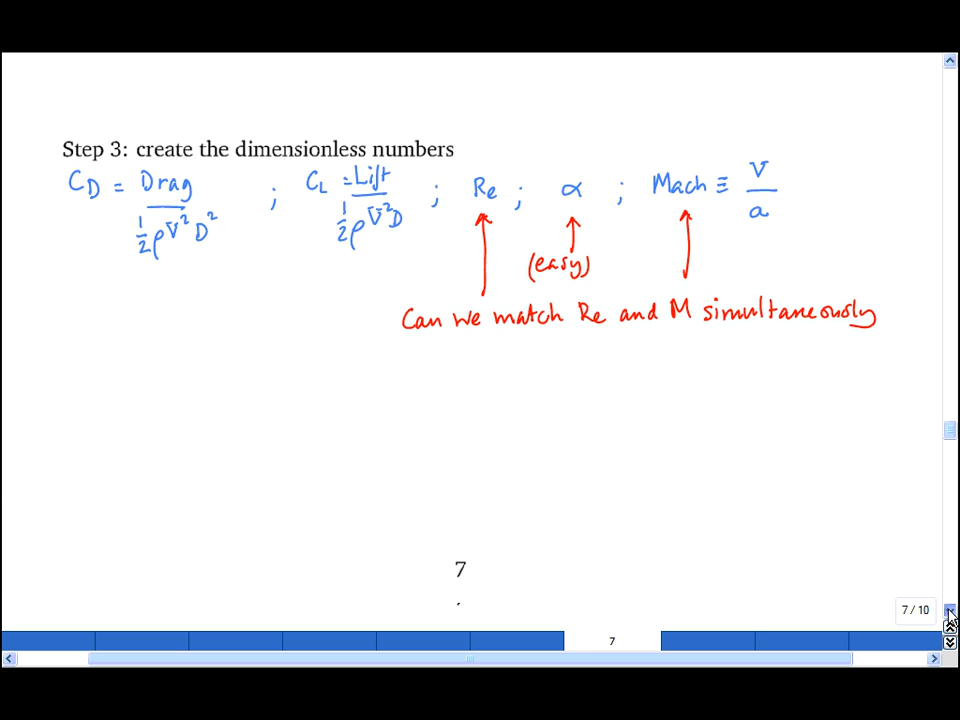 Step 3: create the dimensionless numbers
C_D = Drag / ½ρV²D² ; C_L = Lift / ½ρV²D ; Re ; α ; Mach ≡ V / a
(easy)
Can we match Re and M simultaneously
7
7 / 10
7